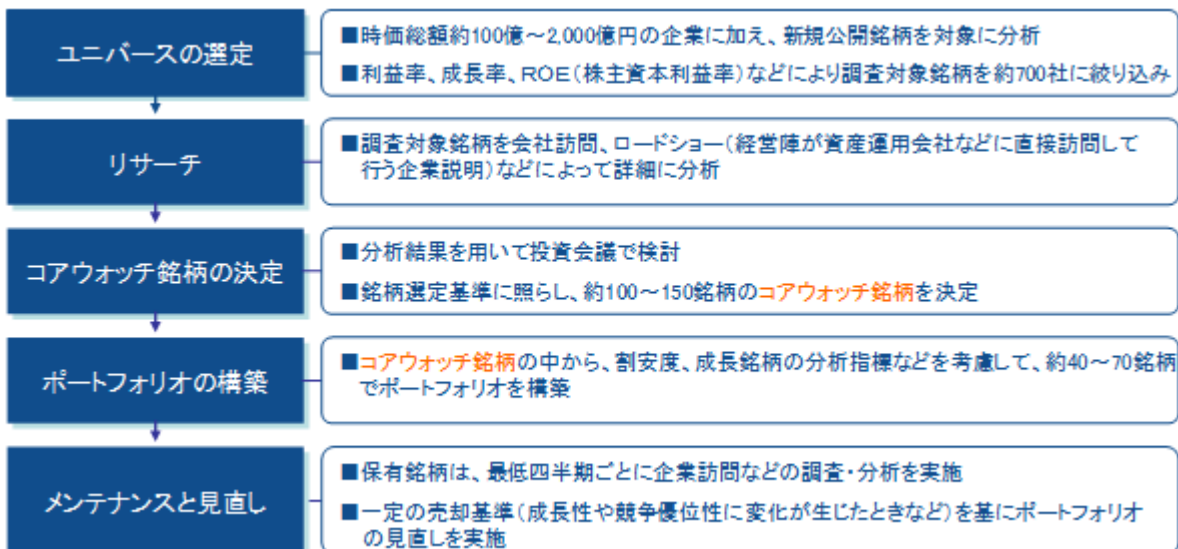 ユニバースの選定
■時価総額約100億～2,000億円の企業に加え、新規公開銘柄を対象に分析
■利益率、成長率、ROE(株主資本利益率)などにより調査対象銘柄を約700社に絞り込み
リサーチ
■調査対象銘柄を会社訪問、ロードショー(経営陣が資産運用会社などに直接訪問して
行う企業説明)などによって詳細に分析
コアウォッチ銘柄の決定
■分析結果を用いて投資会議で検討
■銘柄選定基準に照らし、約100～150銘柄のコアウォッチ銘柄を決定
ポートフォリオの構築
■コアウォッチ銘柄の中から、割安度、成長銘柄の分析指標などを考慮して、約40～70銘柄
でポートフォリオを構築
メンテナンスと見直し
■保有銘柄は、最低四半期ごとに企業訪問などの調査・分析を実施
■一定の売却基準(成長性や競争優位性に変化が生じたときなど)を基にポートフォリオ
の見直しを実施